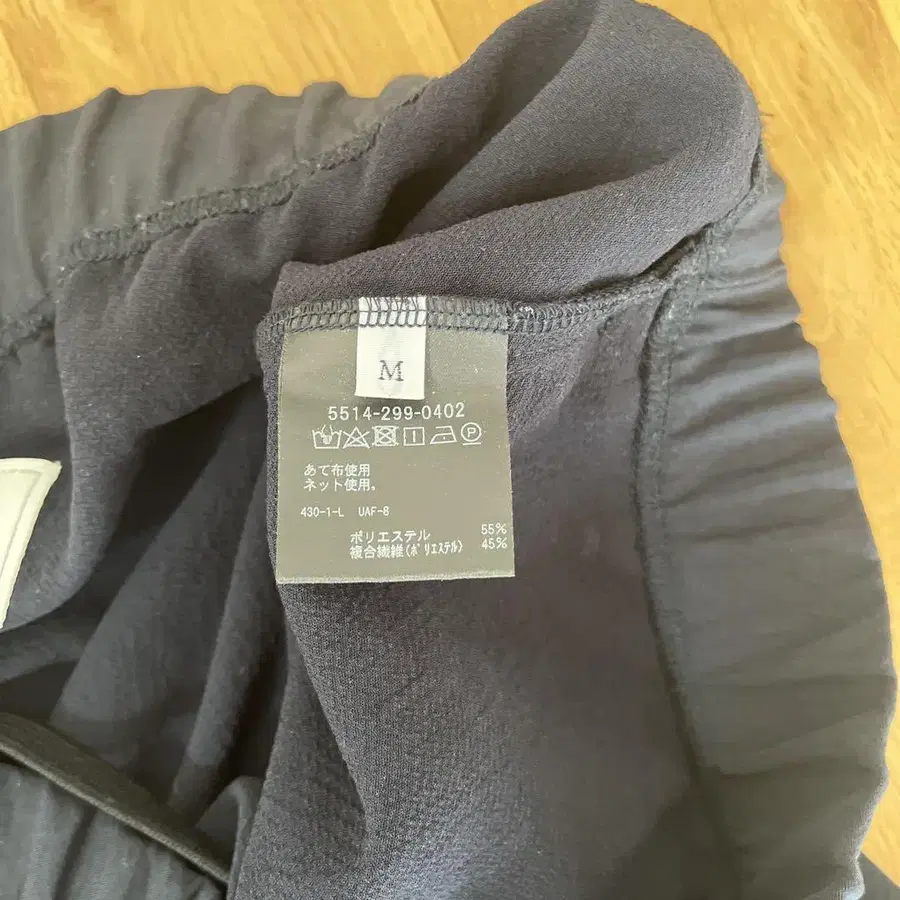 M
5514-299-0402
あて布使用
ネット使用。
430-1-L UAF-8
ポリエステル 55%
複合繊維(ポリエステル) 45%